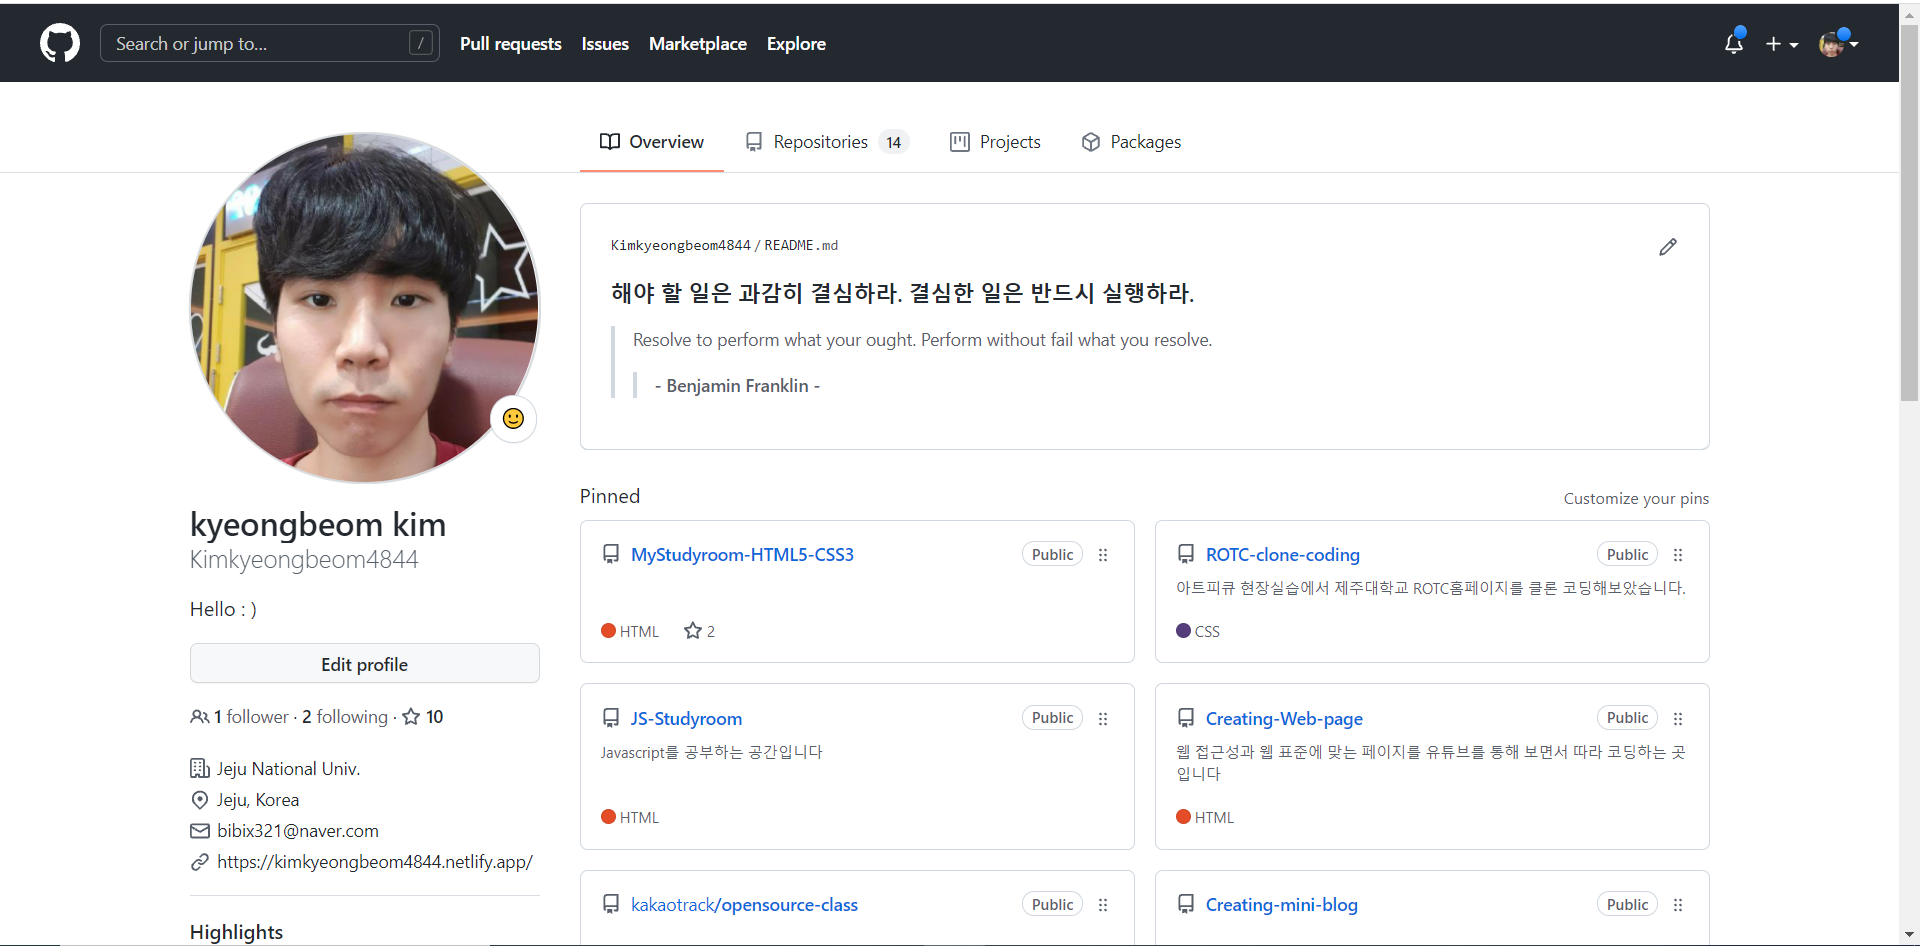 Search or jump to...
/
Pull requests
Issues
Marketplace
Explore
Overview
Repositories 14
Projects
Packages
kyeongbeom kim
Kimkyeongbeom4844
Hello : )
Edit profile
1 follower · 2 following · 10
Jeju National Univ.
Jeju, Korea
bibix321@naver.com
https://kimkyeongbeom4844.netlify.app/
Highlights
Kimkyeongbeom4844 / README.md
해야 할 일은 과감히 결심하라. 결심한 일은 반드시 실행하라.
Resolve to perform what your ought. Perform without fail what you resolve.
- Benjamin Franklin -
Pinned
Customize your pins
MyStudyroom-HTML5-CSS3
Public
HTML
2
ROTC-clone-coding
Public
아트피큐 현장실습에서 제주대학교 ROTC홈페이지를 클론 코딩해보았습니다.
CSS
JS-Studyroom
Public
Javascript를 공부하는 공간입니다
HTML
Creating-Web-page
Public
웹 접근성과 웹 표준에 맞는 페이지를 유튜브를 통해 보면서 따라 코딩하는 곳
입니다
HTML
kakaotrack/opensource-class
Public
Creating-mini-blog
Public